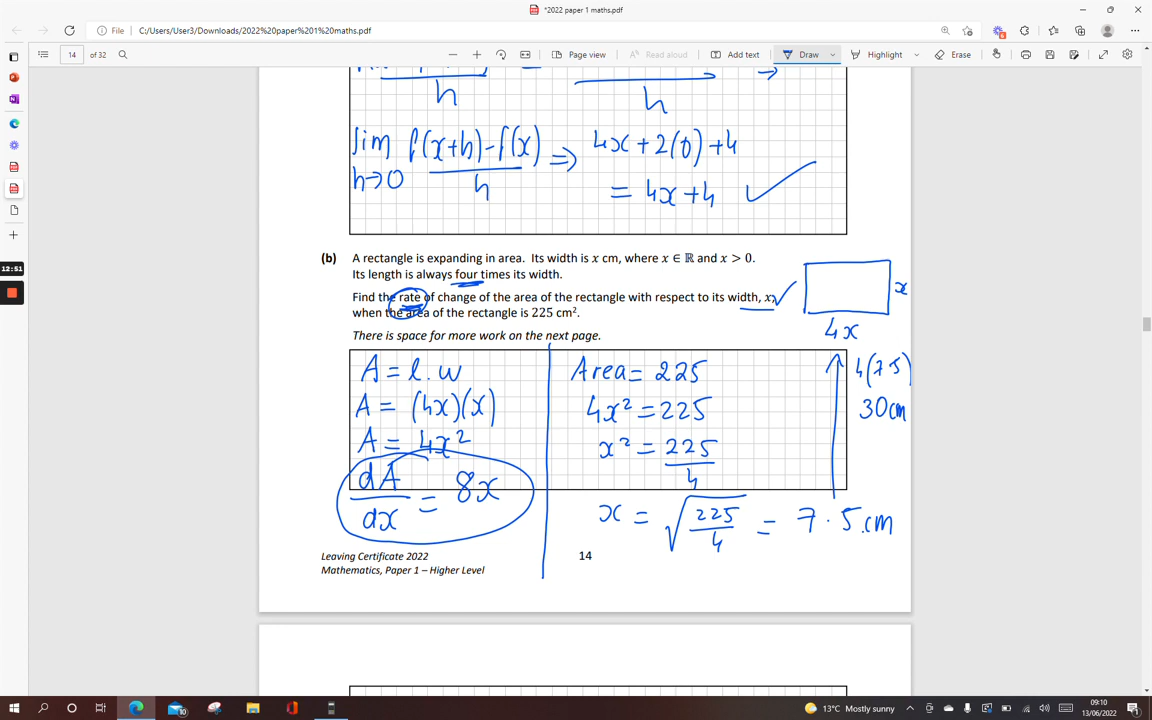 *2022 paper 1 maths.pdf
File
C:/Users/User3/Downloads/2022%20paper%201%20maths.pdf
14 of 32
Page view
Read aloud
Add text
Draw
Highlight
Erase
h
h
lim f(x+h)-f(x) => 4x+2(0)+4
h→0 h
= 4x+4
(b) A rectangle is expanding in area. Its width is x cm, where x ∈ ℝ and x > 0.
Its length is always four times its width.
Find the rate of change of the area of the rectangle with respect to its width, x,
when the area of the rectangle is 225 cm².
There is space for more work on the next page.
x
4x
A = l.w
A = (4x)(x)
A = 4x²
dA/dx = 8x
Area = 225
4x² = 225
x² = 225/4
x = √225/4 = 7.5.cm
4(7.5)
30cm
Leaving Certificate 2022
Mathematics, Paper 1 – Higher Level
14
12:51
10
13°C Mostly sunny
09:10
13/06/2022